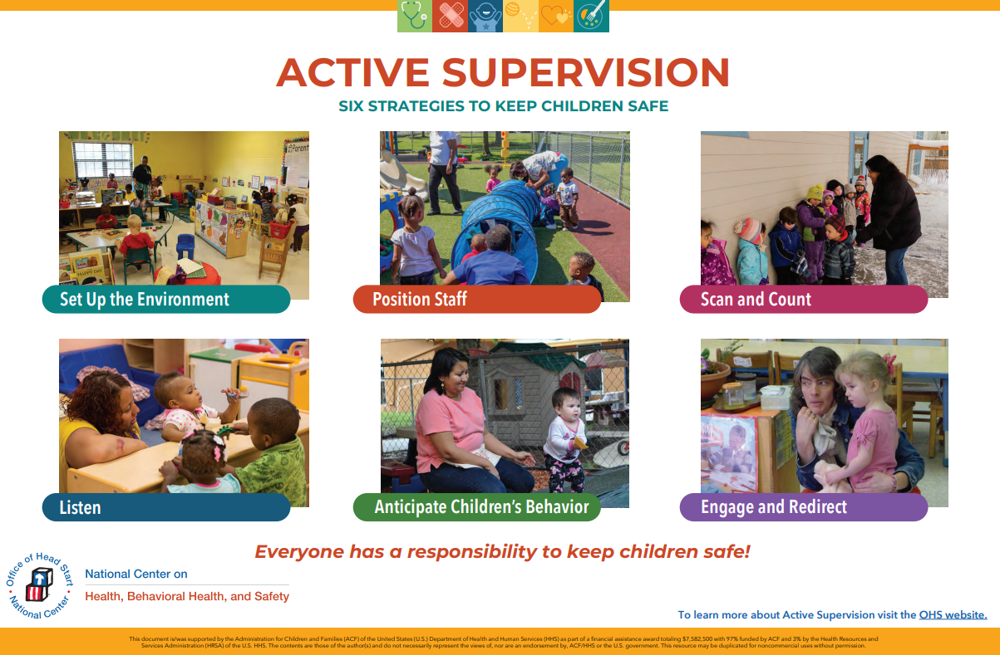 ACTIVE SUPERVISION
SIX STRATEGIES TO KEEP CHILDREN SAFE
Set Up the Environment
Position Staff
Scan and Count
Listen
Anticipate Children's Behavior
Engage and Redirect
Everyone has a responsibility to keep children safe!
Office of Head Start
National Center
National Center on
Health, Behavioral Health, and Safety
To learn more about Active Supervision visit the OHS website.
This document is/was supported by the Administration for Children and Families (ACF) of the United States (U.S.) Department of Health and Human Services (HHS) as part of a financial assistance award totaling $7,582,500 with 97% funded by ACF and 3% by the Health Resources and
Services Administration (HRSA) of the U.S. HHS. The contents are those of the author(s) and do not necessarily represent the views of, nor are an endorsement by, ACF/HHS or the U.S. government. This resource may be duplicated for noncommercial uses without permission.